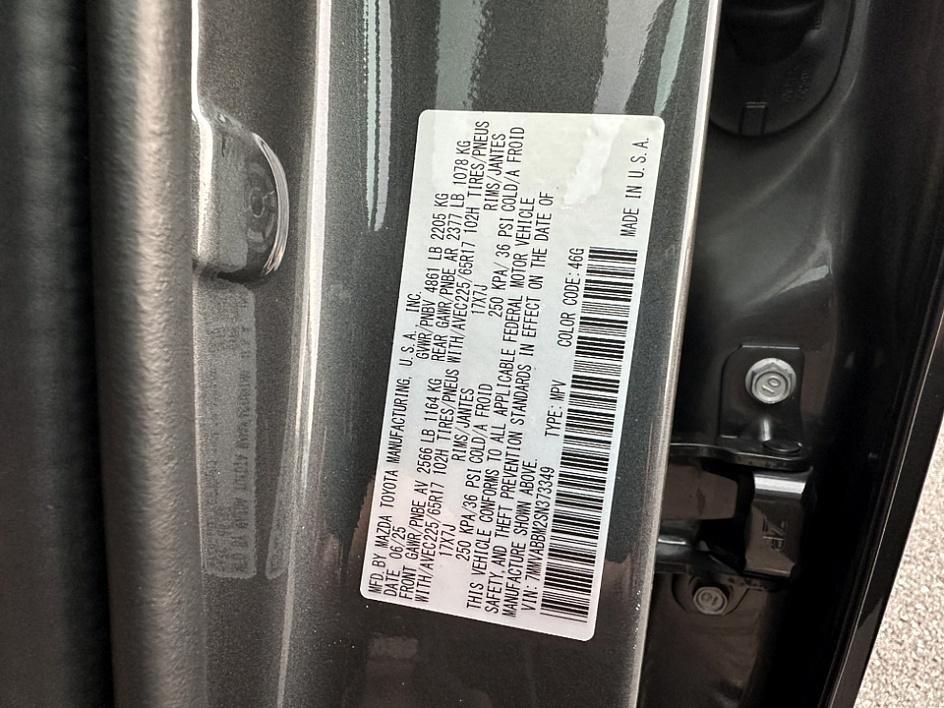 MFD. BY MAZDA TOYOTA MANUFACTURING, U.S.A., INC.
DATE 06/25 GVWR/PNBV 4861 LB 2205 KG
FRONT GAWR/PNBE AV 2566 LB 1164 KG REAR GAWR/PNBE AR 2377 LB 1078 KG
WITH/AVEC225/65R17 102H TIRES/PNEUS WITH/AVEC225/65R17 102H TIRES/PNEUS
17X7J RIMS/JANTES 17X7J RIMS/JANTES
250 KPA/36 PSI COLD/A FROID 250 KPA/36 PSI COLD/A FROID
THIS VEHICLE CONFORMS TO ALL APPLICABLE FEDERAL MOTOR VEHICLE
SAFETY, AND THEFT PREVENTION STANDARDS IN EFFECT ON THE DATE OF
MANUFACTURE SHOWN ABOVE.
VIN: 7MMVABBM2SN373349 TYPE: MPV COLOR CODE: 46G
MADE IN U.S.A.
10
10